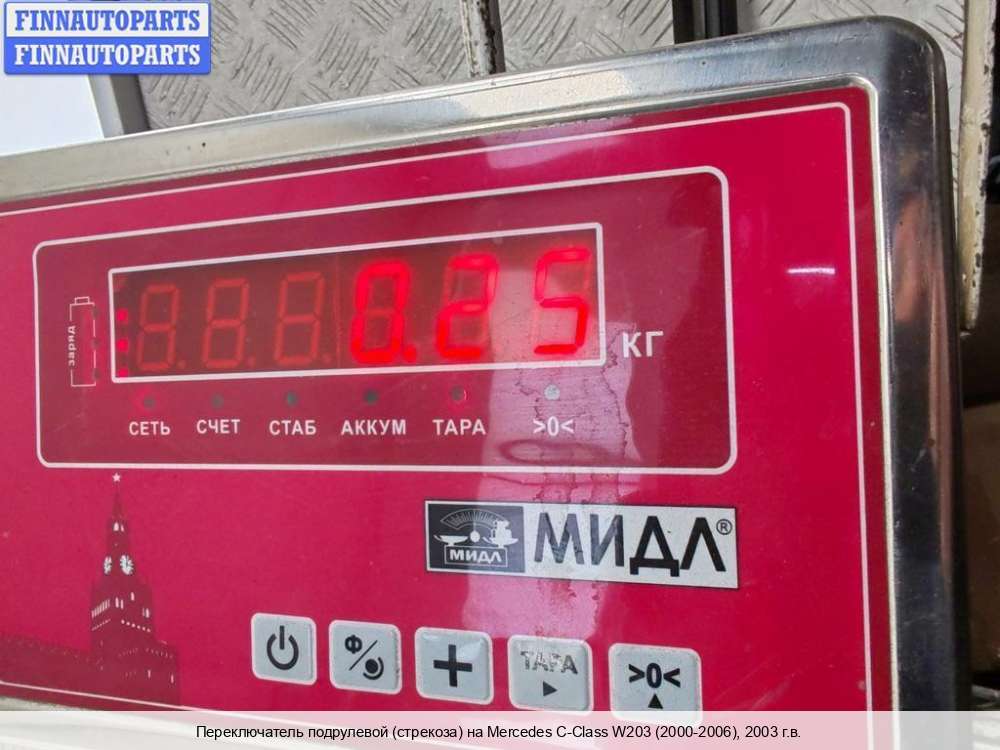 FINNAUTOPARTS
FINNAUTOPARTS
заряд
0.25 КГ
СЕТЬ СЧЕТ СТАБ АККУМ ТАРА >0<
МИДЛ МИДЛ®
Ф
ТАРА >0<
Переключатель подрулевой (стрекоза) на Mercedes C-Class W203 (2000-2006), 2003 г.в.